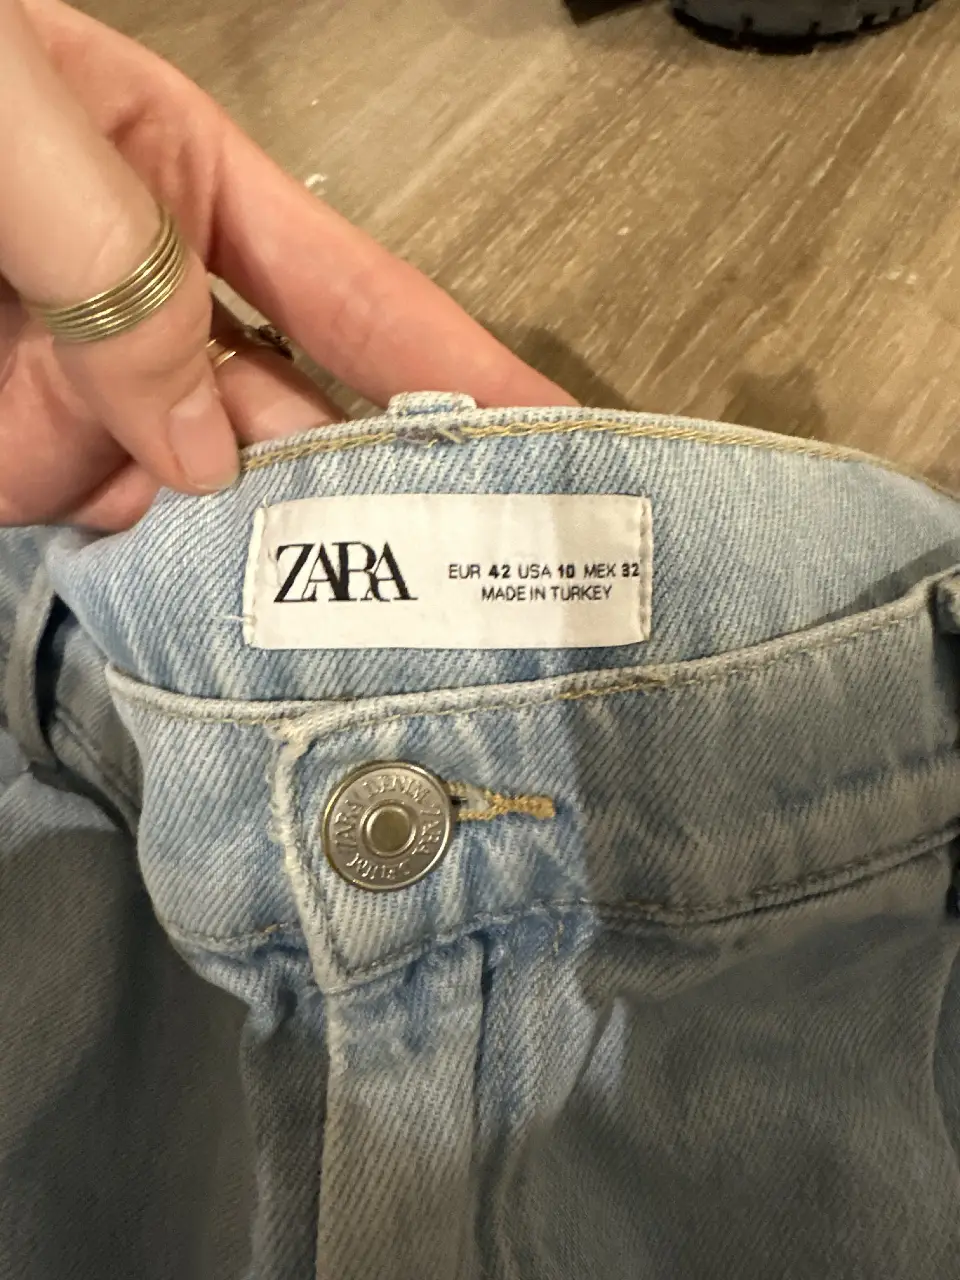 ZARA
EUR 42 USA 10 MEX 32
MADE IN TURKEY
ZARA DENIM ZARA DENIM